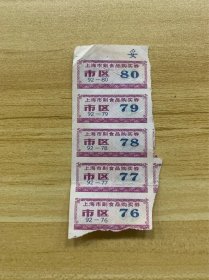 妥
上海市副食品购买券
市区 80
92—80
上海市副食品购买券
市区 79
92—79
上海市副食品购买券
市区 78
92—78
上海市副食品购买券
市区 77
92—77
上海市副食品购买券
市区 76
92—76